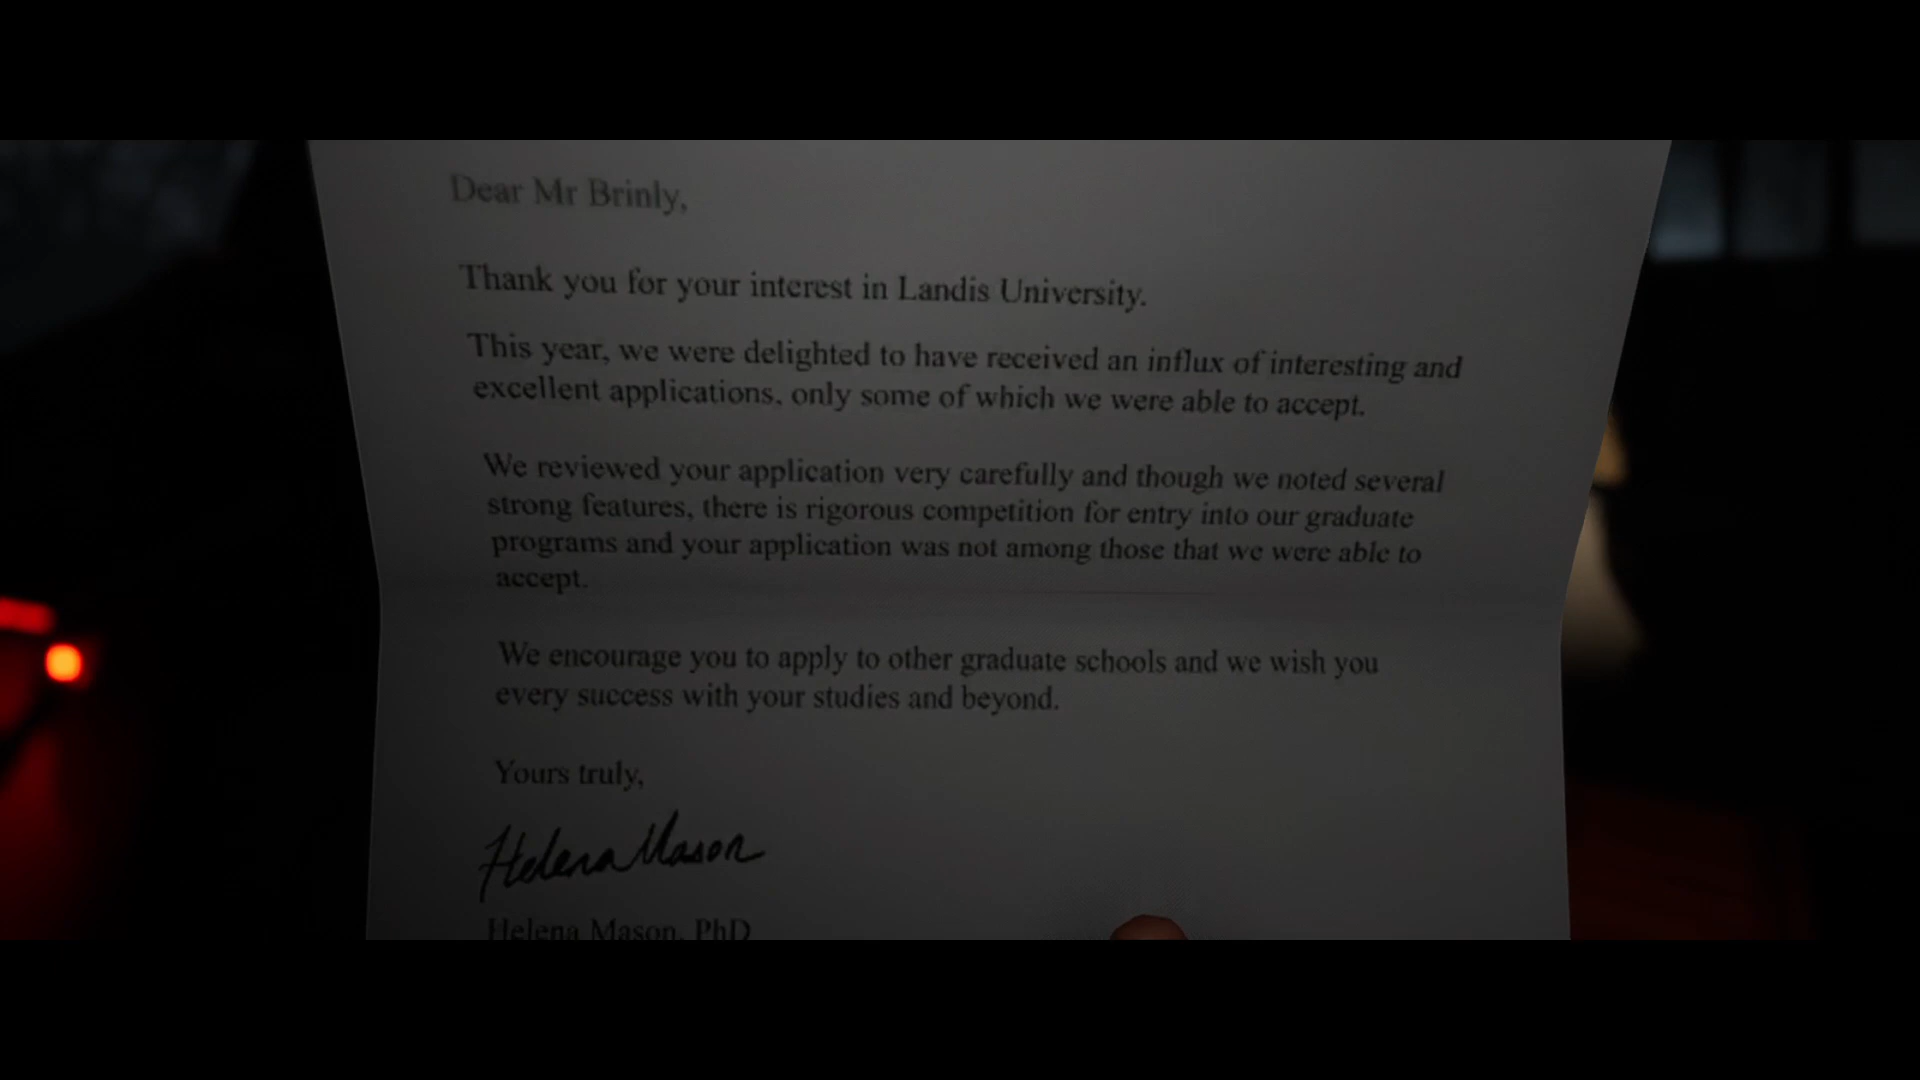 Dear Mr Brinly,
Thank you for your interest in Landis University.
This year, we were delighted to have received an influx of interesting and
excellent applications, only some of which we were able to accept.
We reviewed your application very carefully and though we noted several
strong features, there is rigorous competition for entry into our graduate
programs and your application was not among those that we were able to
accept.
We encourage you to apply to other graduate schools and we wish you
every success with your studies and beyond.
Yours truly,
Helena Mason
Helena Mason, PhD